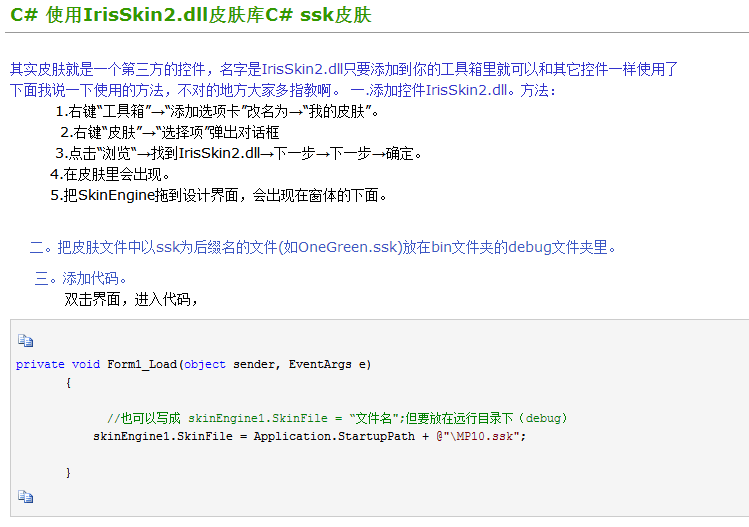 C# 使用IrisSkin2.dll皮肤库C# ssk皮肤
其实皮肤就是一个第三方的控件，名字是IrisSkin2.dll只要添加到你的工具箱里就可以和其它控件一样使用了
下面我说一下使用的方法，不对的地方大家多指教啊。 一.添加控件IrisSkin2.dll。方法：
1.右键“工具箱”→“添加选项卡”改名为→“我的皮肤”。
2.右键“皮肤”→“选择项”弹出对话框
3.点击“浏览“→找到IrisSkin2.dll→下一步→下一步→确定。
4.在皮肤里会出现。
5.把SkinEngine拖到设计界面，会出现在窗体的下面。
二。把皮肤文件中以ssk为后缀名的文件(如OneGreen.ssk)放在bin文件夹的debug文件夹里。
三。添加代码。
双击界面，进入代码，
private void Form1_Load(object sender, EventArgs e)
{
//也可以写成 skinEngine1.SkinFile = “文件名";但要放在远行目录下（debug）
skinEngine1.SkinFile = Application.StartupPath + @"\MP10.ssk";
}